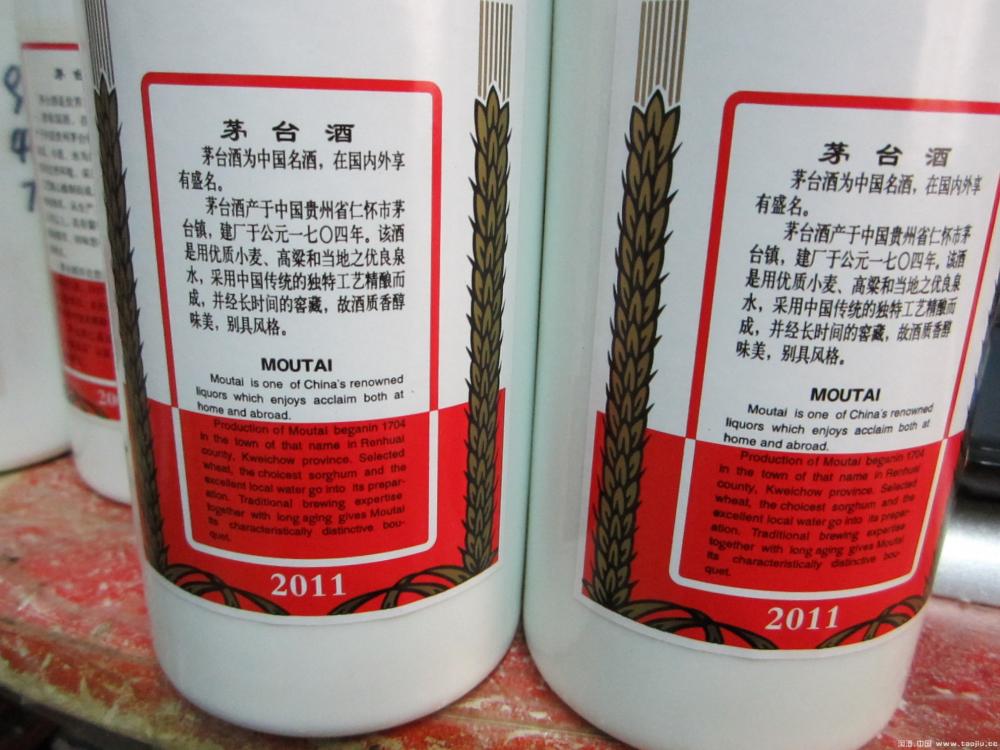 茅台酒
茅台酒为中国名酒，在国内外享
有盛名。
茅台酒产于中国贵州省仁怀市茅
台镇，建厂于公元一七〇四年。该酒
是用优质小麦、高粱和当地之优良泉
水，采用中国传统的独特工艺精酿而
成，并经长时间的窖藏，故酒质香醇
味美，别具风格。
MOUTAI
Moutai is one of China's renowned
liquors which enjoys acclaim both at
home and abroad.
Production of Moutai beganin 1704
in the town of that name in Renhuai
county, Kweichow province. Selected
wheat, the choicest sorghum and the
excellent local water go into its prepar-
ation. Traditional brewing expertise
together with long aging gives Moutai
its characteristically distinctive bou-
quet.
2011
茅台酒
茅台酒为中国名酒，在国内外享
有盛名。
茅台酒产于中国贵州省仁怀市茅
台镇，建厂于公元一七〇四年。该酒
是用优质小麦、高粱和当地之优良泉
水，采用中国传统的独特工艺精酿而
成，并经长时间的窖藏，故酒质香醇
味美，别具风格。
MOUTAI
Moutai is one of China's renowned
liquors which enjoys acclaim both at
home and abroad.
Production of Moutai beganin 1704
in the town of that name in Renhuai
county, Kweichow province. Selected
wheat, the choicest sorghum and the
excellent local water go into its prepar-
ation. Traditional brewing expertise
together with long aging gives Moutai
its characteristically distinctive bou-
quet.
2011
www.taojiu.cc